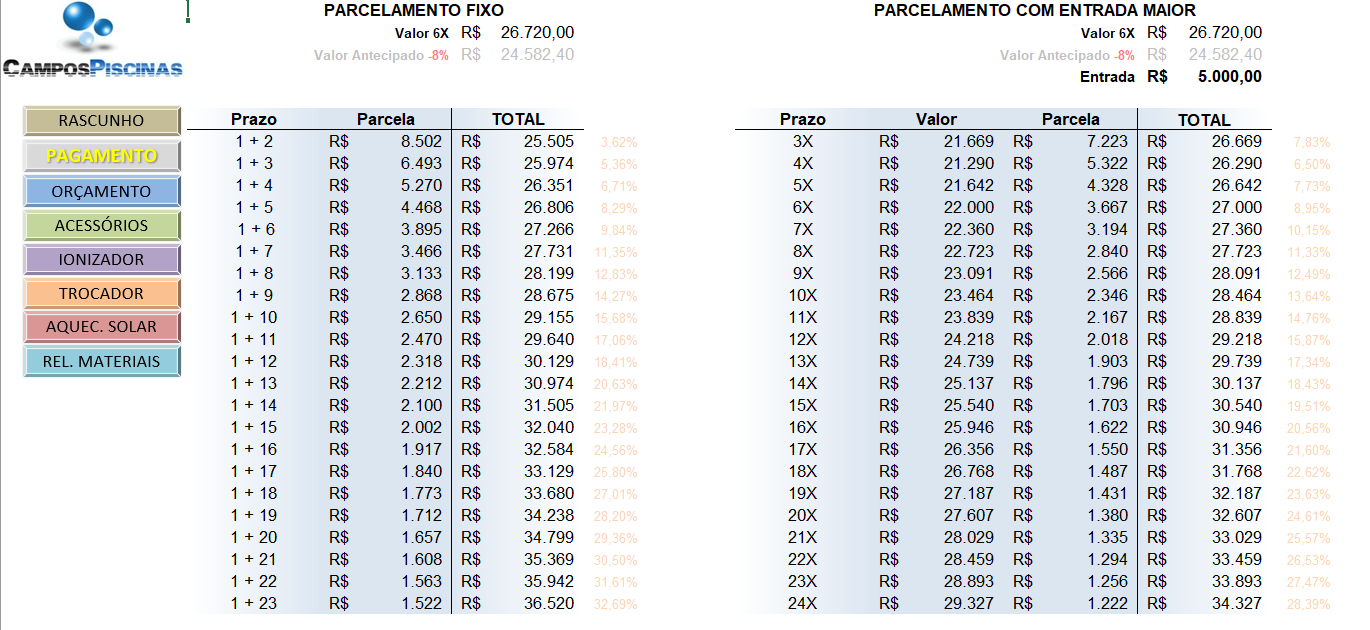 CAMPOSPISCINAS
RASCUNHO
PAGAMENTO
ORÇAMENTO
ACESSÓRIOS
IONIZADOR
TROCADOR
AQUEC. SOLAR
REL. MATERIAIS
PARCELAMENTO FIXO
Valor 6X R$ 26.720,00
Valor Antecipado -8% R$ 24.582,40
Prazo Parcela TOTAL
1 + 2 R$ 8.502 R$ 25.505 3,62%
1 + 3 R$ 6.493 R$ 25.974 5,36%
1 + 4 R$ 5.270 R$ 26.351 6,71%
1 + 5 R$ 4.468 R$ 26.806 8,29%
1 + 6 R$ 3.895 R$ 27.266 9,84%
1 + 7 R$ 3.466 R$ 27.731 11,35%
1 + 8 R$ 3.133 R$ 28.199 12,83%
1 + 9 R$ 2.868 R$ 28.675 14,27%
1 + 10 R$ 2.650 R$ 29.155 15,68%
1 + 11 R$ 2.470 R$ 29.640 17,06%
1 + 12 R$ 2.318 R$ 30.129 18,41%
1 + 13 R$ 2.212 R$ 30.974 20,63%
1 + 14 R$ 2.100 R$ 31.505 21,97%
1 + 15 R$ 2.002 R$ 32.040 23,28%
1 + 16 R$ 1.917 R$ 32.584 24,56%
1 + 17 R$ 1.840 R$ 33.129 25,80%
1 + 18 R$ 1.773 R$ 33.680 27,01%
1 + 19 R$ 1.712 R$ 34.238 28,20%
1 + 20 R$ 1.657 R$ 34.799 29,36%
1 + 21 R$ 1.608 R$ 35.369 30,50%
1 + 22 R$ 1.563 R$ 35.942 31,61%
1 + 23 R$ 1.522 R$ 36.520 32,69%
PARCELAMENTO COM ENTRADA MAIOR
Valor 6X R$ 26.720,00
Valor Antecipado -8% R$ 24.582,40
Entrada R$ 5.000,00
Prazo Valor Parcela TOTAL
3X R$ 21.669 R$ 7.223 R$ 26.669 7,83%
4X R$ 21.290 R$ 5.322 R$ 26.290 6,50%
5X R$ 21.642 R$ 4.328 R$ 26.642 7,73%
6X R$ 22.000 R$ 3.667 R$ 27.000 8,95%
7X R$ 22.360 R$ 3.194 R$ 27.360 10,15%
8X R$ 22.723 R$ 2.840 R$ 27.723 11,33%
9X R$ 23.091 R$ 2.566 R$ 28.091 12,49%
10X R$ 23.464 R$ 2.346 R$ 28.464 13,64%
11X R$ 23.839 R$ 2.167 R$ 28.839 14,76%
12X R$ 24.218 R$ 2.018 R$ 29.218 15,87%
13X R$ 24.739 R$ 1.903 R$ 29.739 17,34%
14X R$ 25.137 R$ 1.796 R$ 30.137 18,43%
15X R$ 25.540 R$ 1.703 R$ 30.540 19,51%
16X R$ 25.946 R$ 1.622 R$ 30.946 20,56%
17X R$ 26.356 R$ 1.550 R$ 31.356 21,60%
18X R$ 26.768 R$ 1.487 R$ 31.768 22,62%
19X R$ 27.187 R$ 1.431 R$ 32.187 23,63%
20X R$ 27.607 R$ 1.380 R$ 32.607 24,61%
21X R$ 28.029 R$ 1.335 R$ 33.029 25,57%
22X R$ 28.459 R$ 1.294 R$ 33.459 26,53%
23X R$ 28.893 R$ 1.256 R$ 33.893 27,47%
24X R$ 29.327 R$ 1.222 R$ 34.327 28,39%